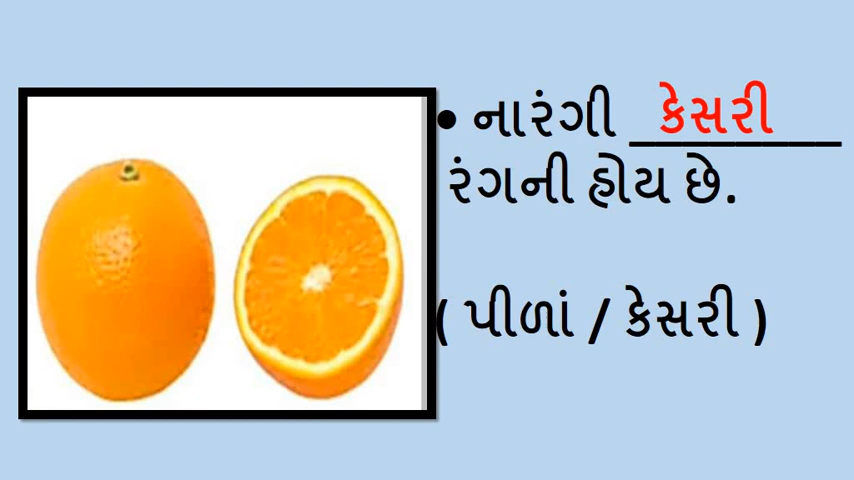 • નારંગી કેસરી
રંગની હોય છે.
( પીળાં / કેસરી )